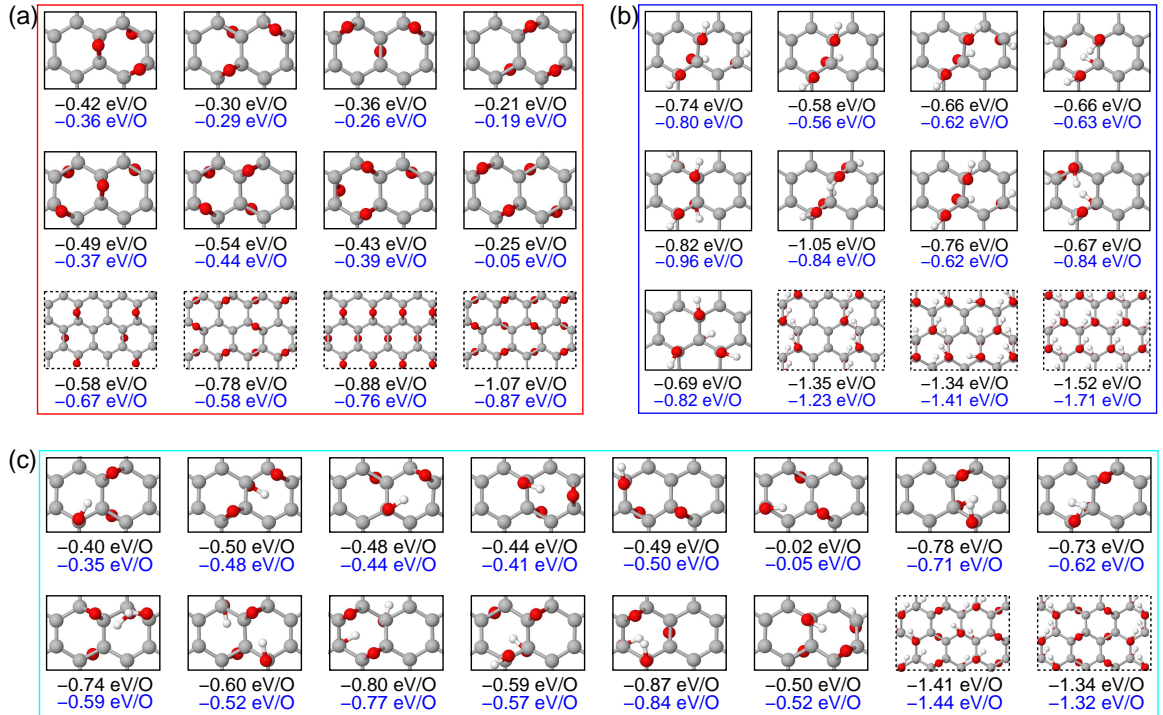 (a)
−0.42 eV/O −0.30 eV/O −0.36 eV/O −0.21 eV/O
−0.36 eV/O −0.29 eV/O −0.26 eV/O −0.19 eV/O
−0.49 eV/O −0.54 eV/O −0.43 eV/O −0.25 eV/O
−0.37 eV/O −0.44 eV/O −0.39 eV/O −0.05 eV/O
−0.58 eV/O −0.78 eV/O −0.88 eV/O −1.07 eV/O
−0.67 eV/O −0.58 eV/O −0.76 eV/O −0.87 eV/O
(b)
−0.74 eV/O −0.58 eV/O −0.66 eV/O −0.66 eV/O
−0.80 eV/O −0.56 eV/O −0.62 eV/O −0.63 eV/O
−0.82 eV/O −1.05 eV/O −0.76 eV/O −0.67 eV/O
−0.96 eV/O −0.84 eV/O −0.62 eV/O −0.84 eV/O
−0.69 eV/O −1.35 eV/O −1.34 eV/O −1.52 eV/O
−0.82 eV/O −1.23 eV/O −1.41 eV/O −1.71 eV/O
(c)
−0.40 eV/O −0.50 eV/O −0.48 eV/O −0.44 eV/O −0.49 eV/O −0.02 eV/O −0.78 eV/O −0.73 eV/O
−0.35 eV/O −0.48 eV/O −0.44 eV/O −0.41 eV/O −0.50 eV/O −0.05 eV/O −0.71 eV/O −0.62 eV/O
−0.74 eV/O −0.60 eV/O −0.80 eV/O −0.59 eV/O −0.87 eV/O −0.50 eV/O −1.41 eV/O −1.34 eV/O
−0.59 eV/O −0.52 eV/O −0.77 eV/O −0.57 eV/O −0.84 eV/O −0.52 eV/O −1.44 eV/O −1.32 eV/O